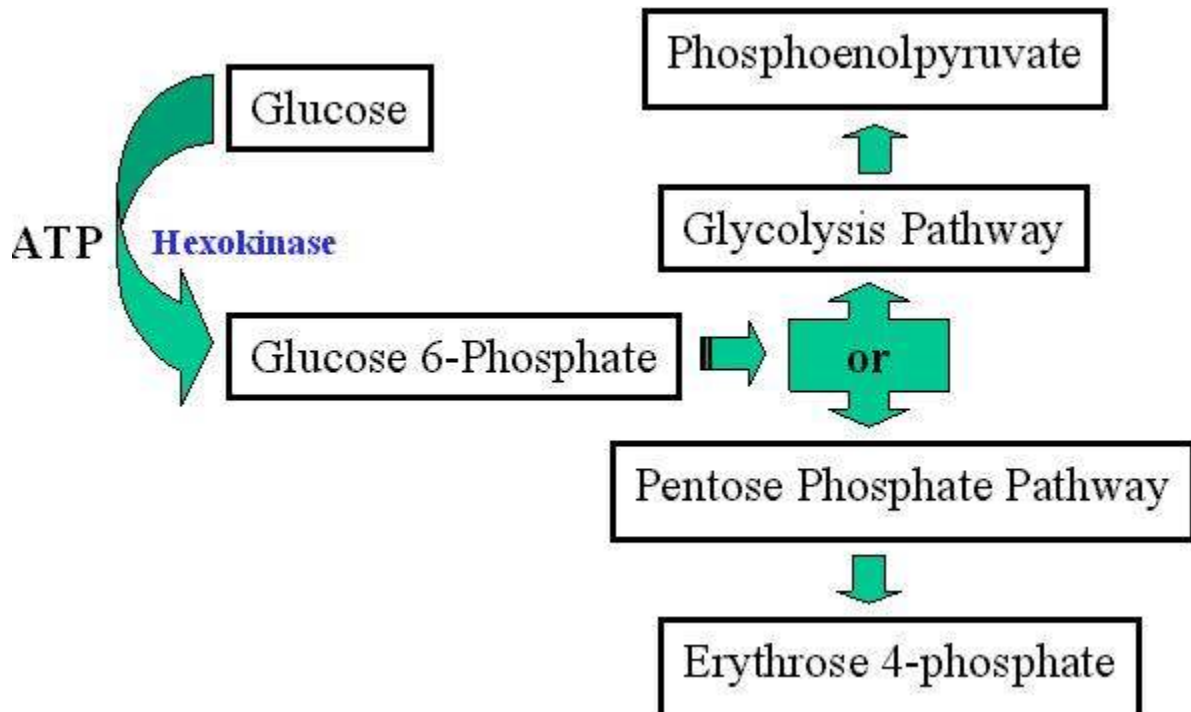 Phosphoenolpyruvate
Glucose
Glycolysis Pathway
ATP
Hexokinase
Glucose 6-Phosphate
or
Pentose Phosphate Pathway
Erythrose 4-phosphate